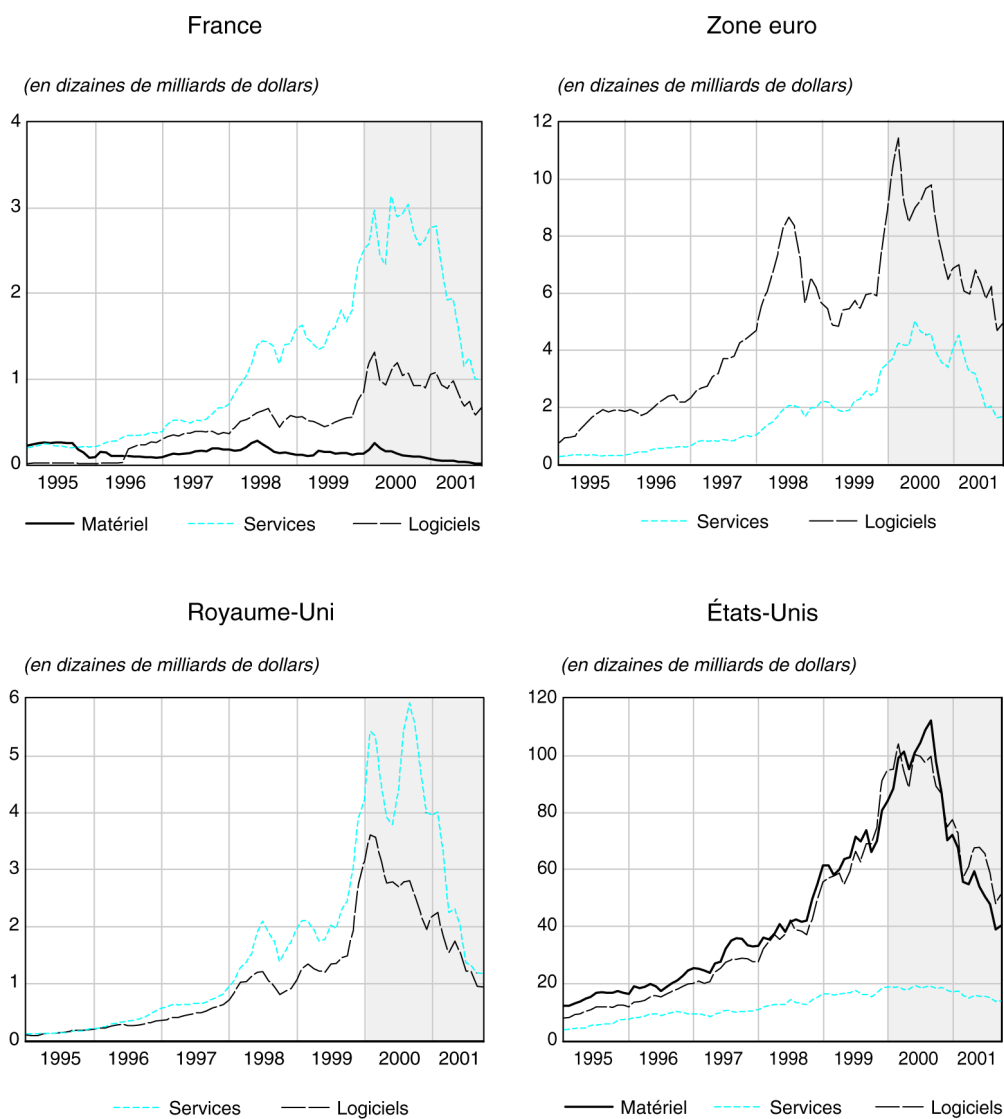 France
Zone euro
(en dizaines de milliards de dollars)
(en dizaines de milliards de dollars)
4
3
2
1
0
1995 1996 1997 1998 1999 2000 2001
Matériel Services Logiciels
12
10
8
6
4
2
0
1995 1996 1997 1998 1999 2000 2001
Services Logiciels
Royaume-Uni
États-Unis
(en dizaines de milliards de dollars)
(en dizaines de milliards de dollars)
6
5
4
3
2
1
0
1995 1996 1997 1998 1999 2000 2001
Services Logiciels
120
100
80
60
40
20
0
1995 1996 1997 1998 1999 2000 2001
Matériel Services Logiciels